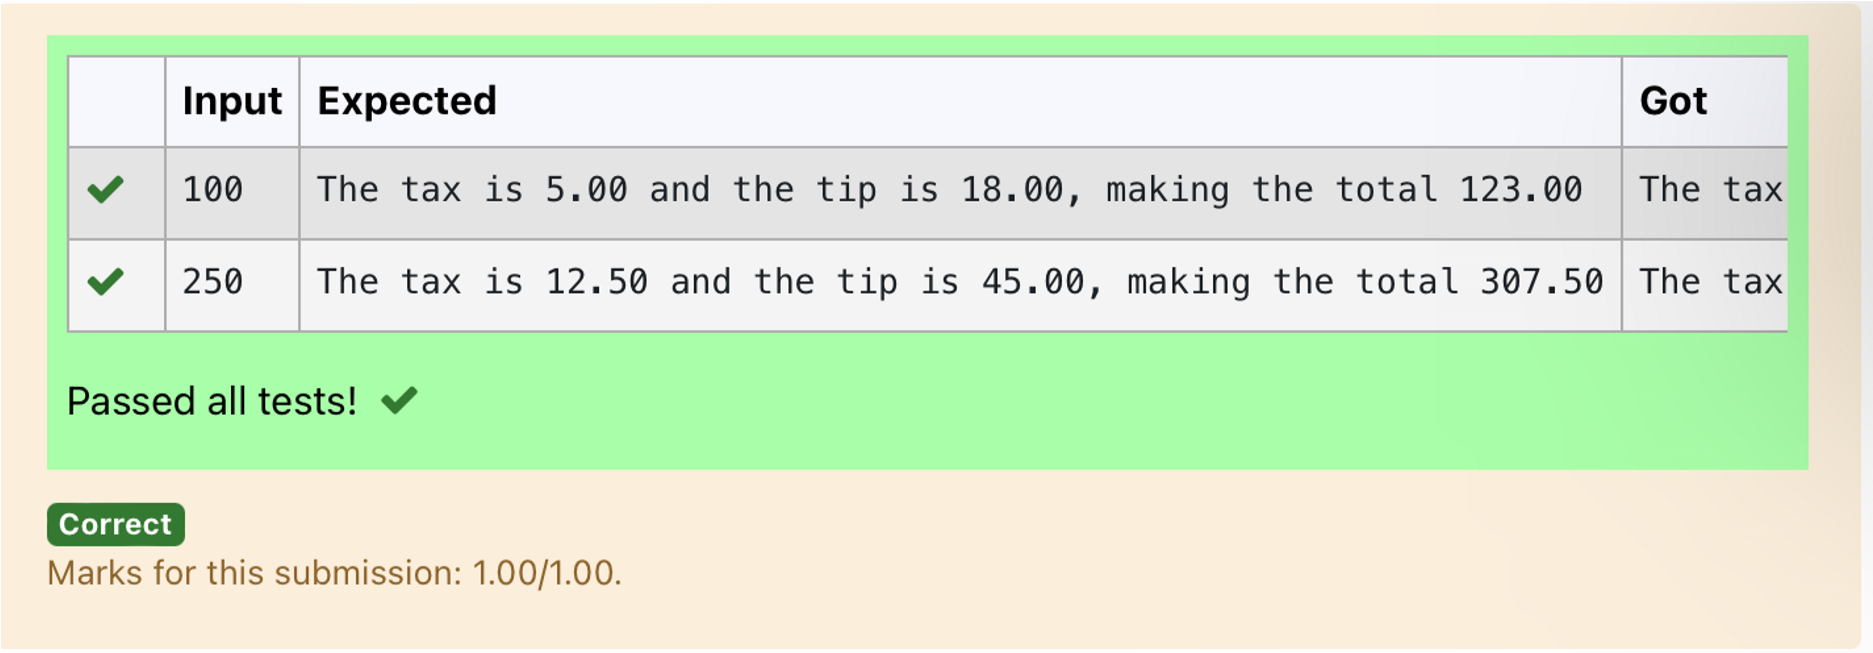 Input Expected Got
100 The tax is 5.00 and the tip is 18.00, making the total 123.00 The tax
250 The tax is 12.50 and the tip is 45.00, making the total 307.50 The tax
Passed all tests!
Correct
Marks for this submission: 1.00/1.00.